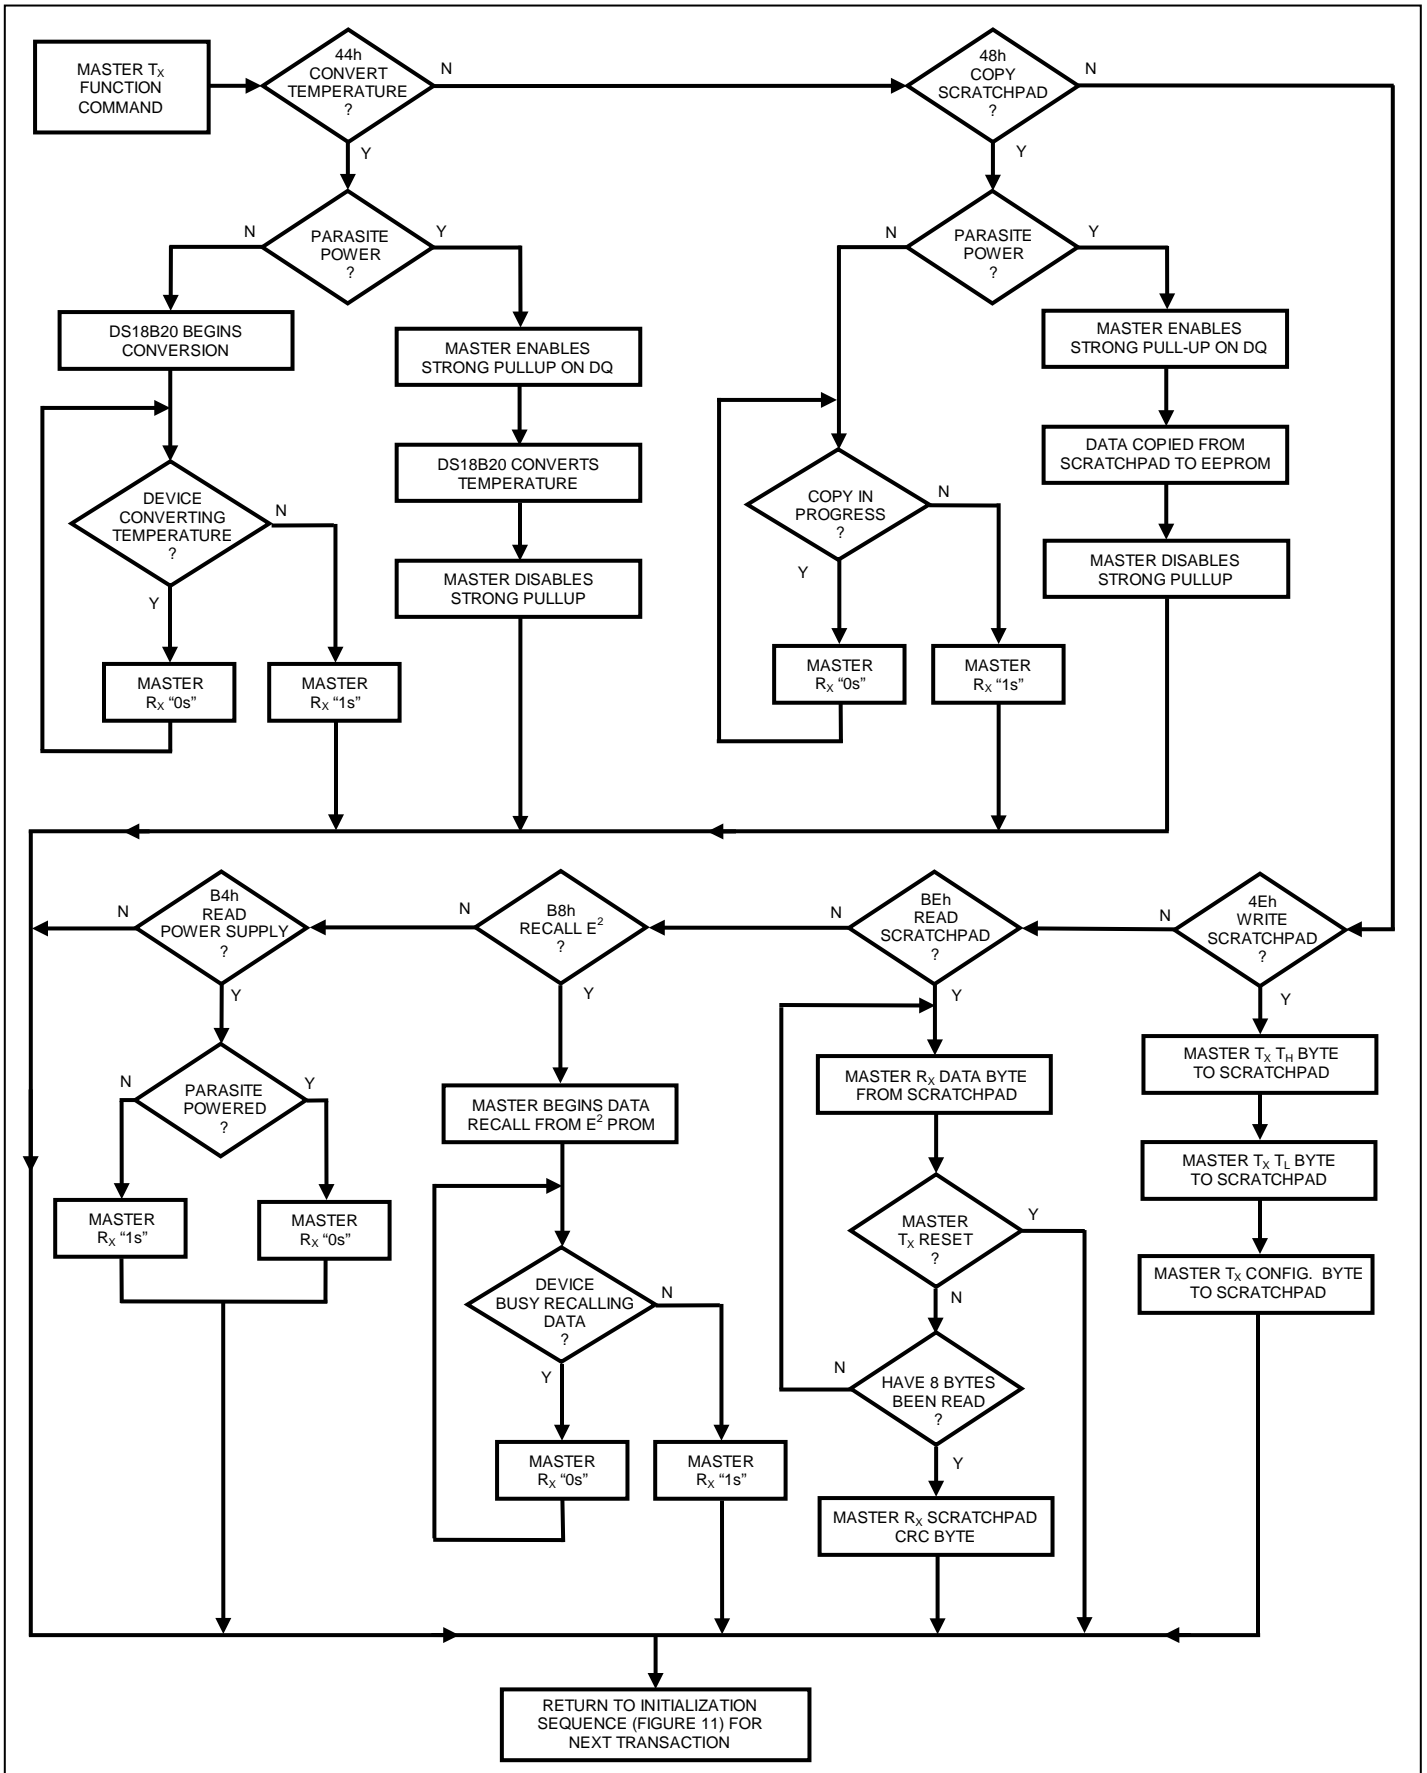 MASTER TX
FUNCTION
COMMAND
44h
CONVERT
TEMPERATURE
?
N
Y
48h
COPY
SCRATCHPAD
?
N
Y
PARASITE
POWER
?
N
Y
DS18B20 BEGINS
CONVERSION
MASTER ENABLES
STRONG PULLUP ON DQ
DEVICE
CONVERTING
TEMPERATURE
?
N
Y
DS18B20 CONVERTS
TEMPERATURE
MASTER DISABLES
STRONG PULLUP
MASTER
RX “0s”
MASTER
RX “1s”
PARASITE
POWER
?
N
Y
MASTER ENABLES
STRONG PULL-UP ON DQ
DATA COPIED FROM
SCRATCHPAD TO EEPROM
COPY IN
PROGRESS
?
N
Y
MASTER DISABLES
STRONG PULLUP
MASTER
RX “0s”
MASTER
RX “1s”
B4h
READ
POWER SUPPLY
?
N
Y
B8h
RECALL E2
?
N
Y
BEh
READ
SCRATCHPAD
?
N
Y
4Eh
WRITE
SCRATCHPAD
?
N
Y
PARASITE
POWERED
?
N
Y
MASTER
RX “1s”
MASTER
RX “0s”
MASTER BEGINS DATA
RECALL FROM E2 PROM
DEVICE
BUSY RECALLING
DATA
?
N
Y
MASTER
RX “0s”
MASTER
RX “1s”
MASTER RX DATA BYTE
FROM SCRATCHPAD
MASTER
TX RESET
?
Y
N
HAVE 8 BYTES
BEEN READ
?
N
Y
MASTER RX SCRATCHPAD
CRC BYTE
MASTER TX TH BYTE
TO SCRATCHPAD
MASTER TX TL BYTE
TO SCRATCHPAD
MASTER TX CONFIG. BYTE
TO SCRATCHPAD
RETURN TO INITIALIZATION
SEQUENCE (FIGURE 11) FOR
NEXT TRANSACTION